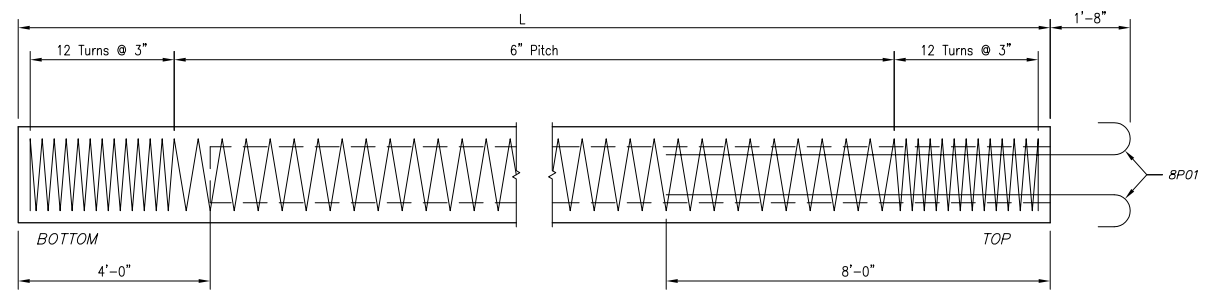 L
1'-8"
12 Turns @ 3"
6" Pitch
12 Turns @ 3"
8P01
BOTTOM
TOP
4'-0"
8'-0"